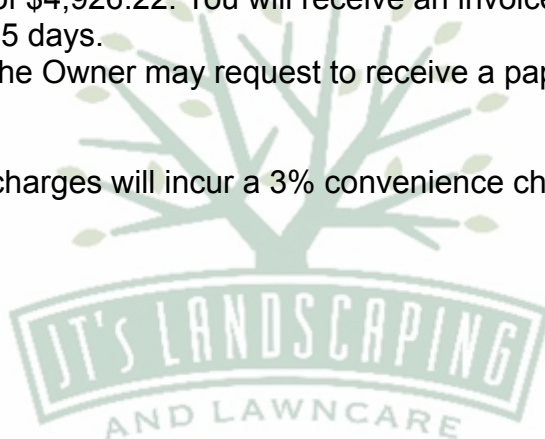 of $4,926.22. You will receive an invoice
5 days.
he Owner may request to receive a pap
charges will incur a 3% convenience ch
JT's LANDSCAPING
AND LAWNCARE